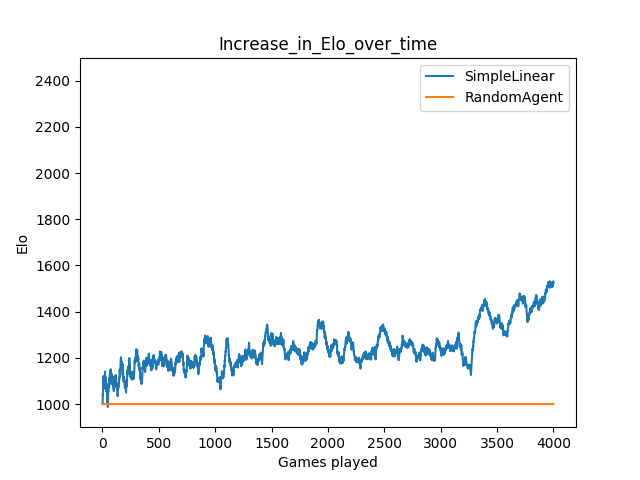 Increase_in_Elo_over_time
SimpleLinear
RandomAgent
2400
2200
2000
1800
1600
1400
1200
1000
Elo
0 500 1000 1500 2000 2500 3000 3500 4000
Games played